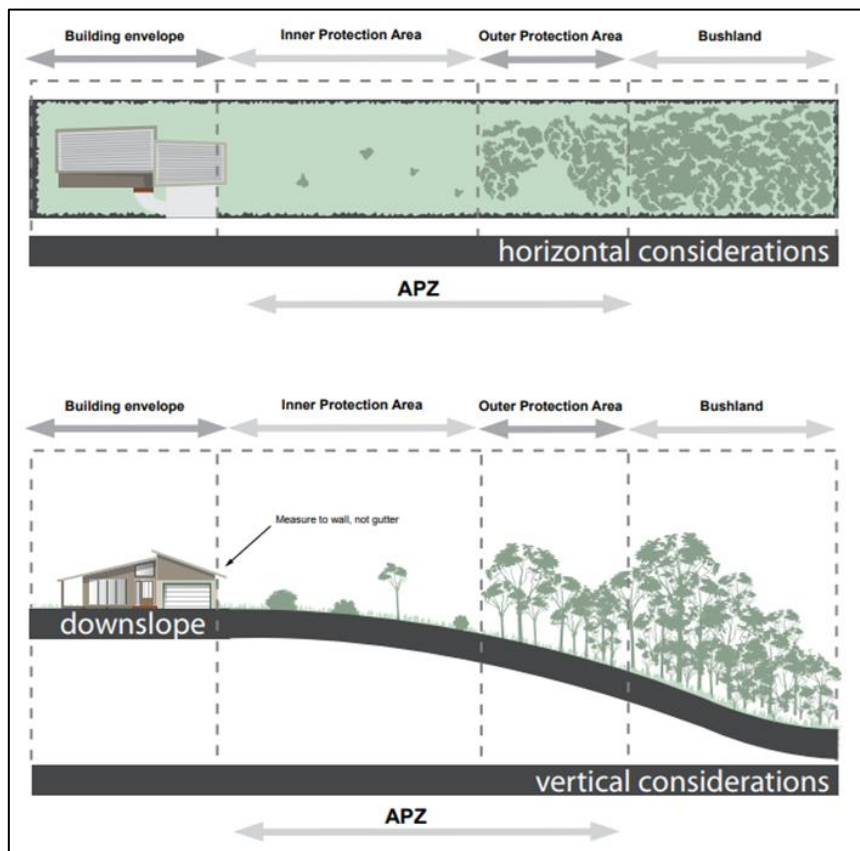 Building envelope
Inner Protection Area
Outer Protection Area
Bushland
horizontal considerations
APZ
Building envelope
Inner Protection Area
Outer Protection Area
Bushland
Measure to wall, not gutter
downslope
vertical considerations
APZ